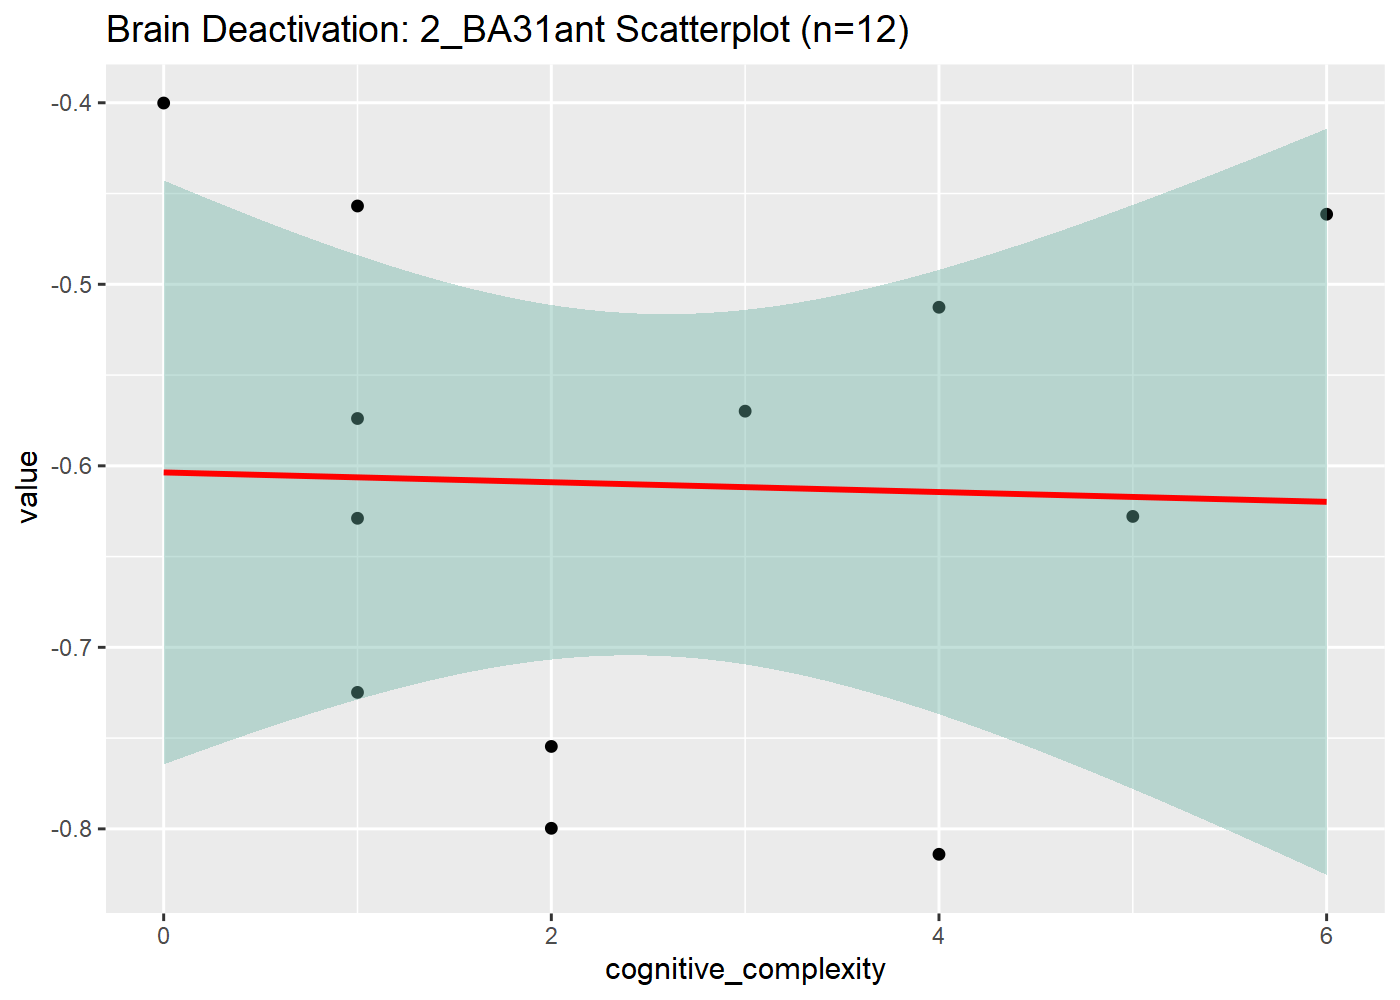 Brain Deactivation: 2_BA31ant Scatterplot (n=12)
value
-0.4
-0.5
-0.6
-0.7
-0.8
0 2 4 6
cognitive_complexity